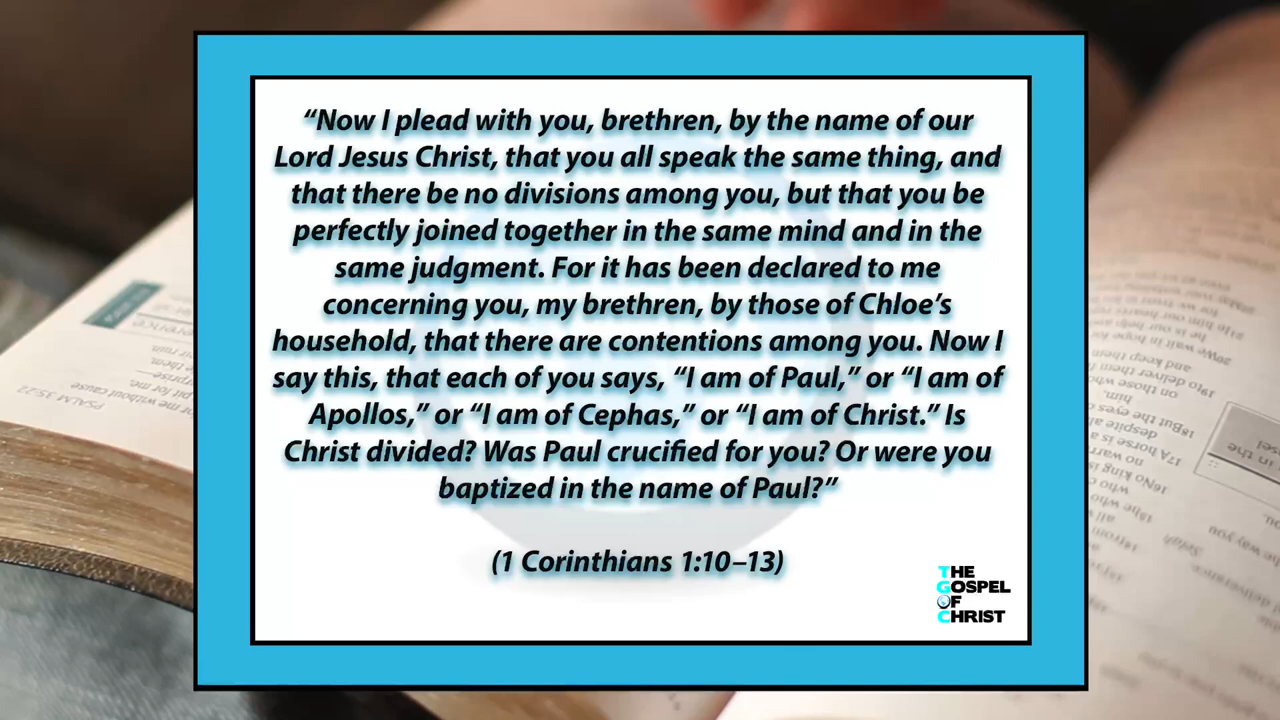 “Now I plead with you, brethren, by the name of our
Lord Jesus Christ, that you all speak the same thing, and
that there be no divisions among you, but that you be
perfectly joined together in the same mind and in the
same judgment. For it has been declared to me
concerning you, my brethren, by those of Chloe’s
household, that there are contentions among you. Now I
say this, that each of you says, “I am of Paul,” or “I am of
Apollos,” or “I am of Cephas,” or “I am of Christ.” Is
Christ divided? Was Paul crucified for you? Or were you
baptized in the name of Paul?”
(1 Corinthians 1:10–13)
THE
GOSPEL
OF
CHRIST
PSALM 35:22